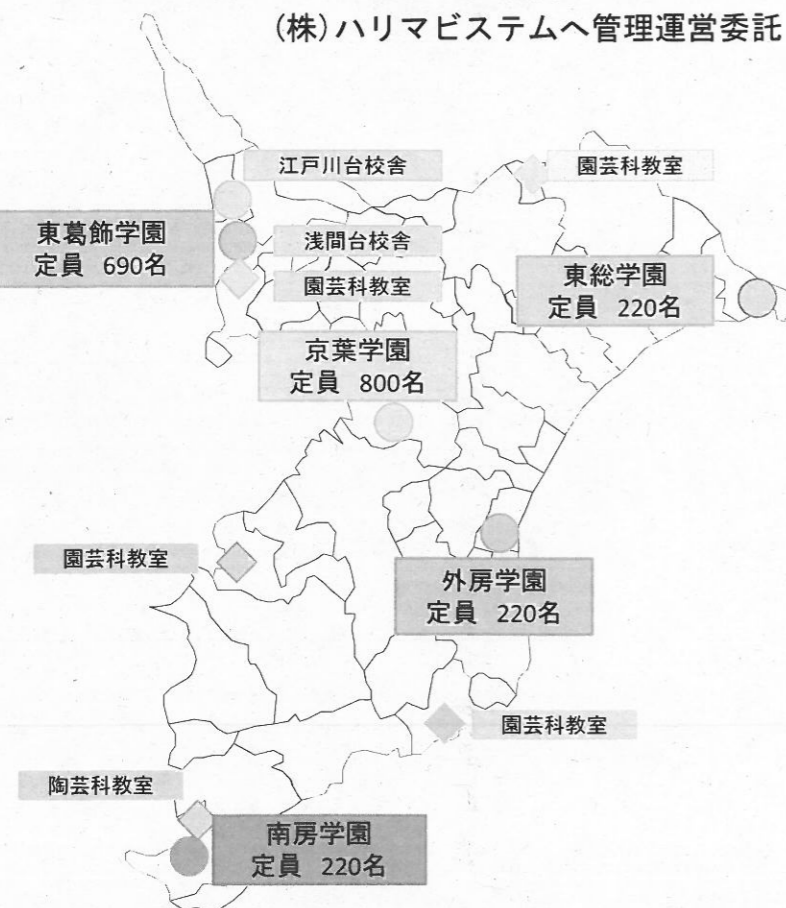 (株)ハリマビステムへ管理運営委託
江戸川台校舎
園芸科教室
東葛飾学園
定員 690名
浅間台校舎
園芸科教室
東総学園
定員 220名
京葉学園
定員 800名
園芸科教室
外房学園
定員 220名
園芸科教室
陶芸科教室
南房学園
定員 220名